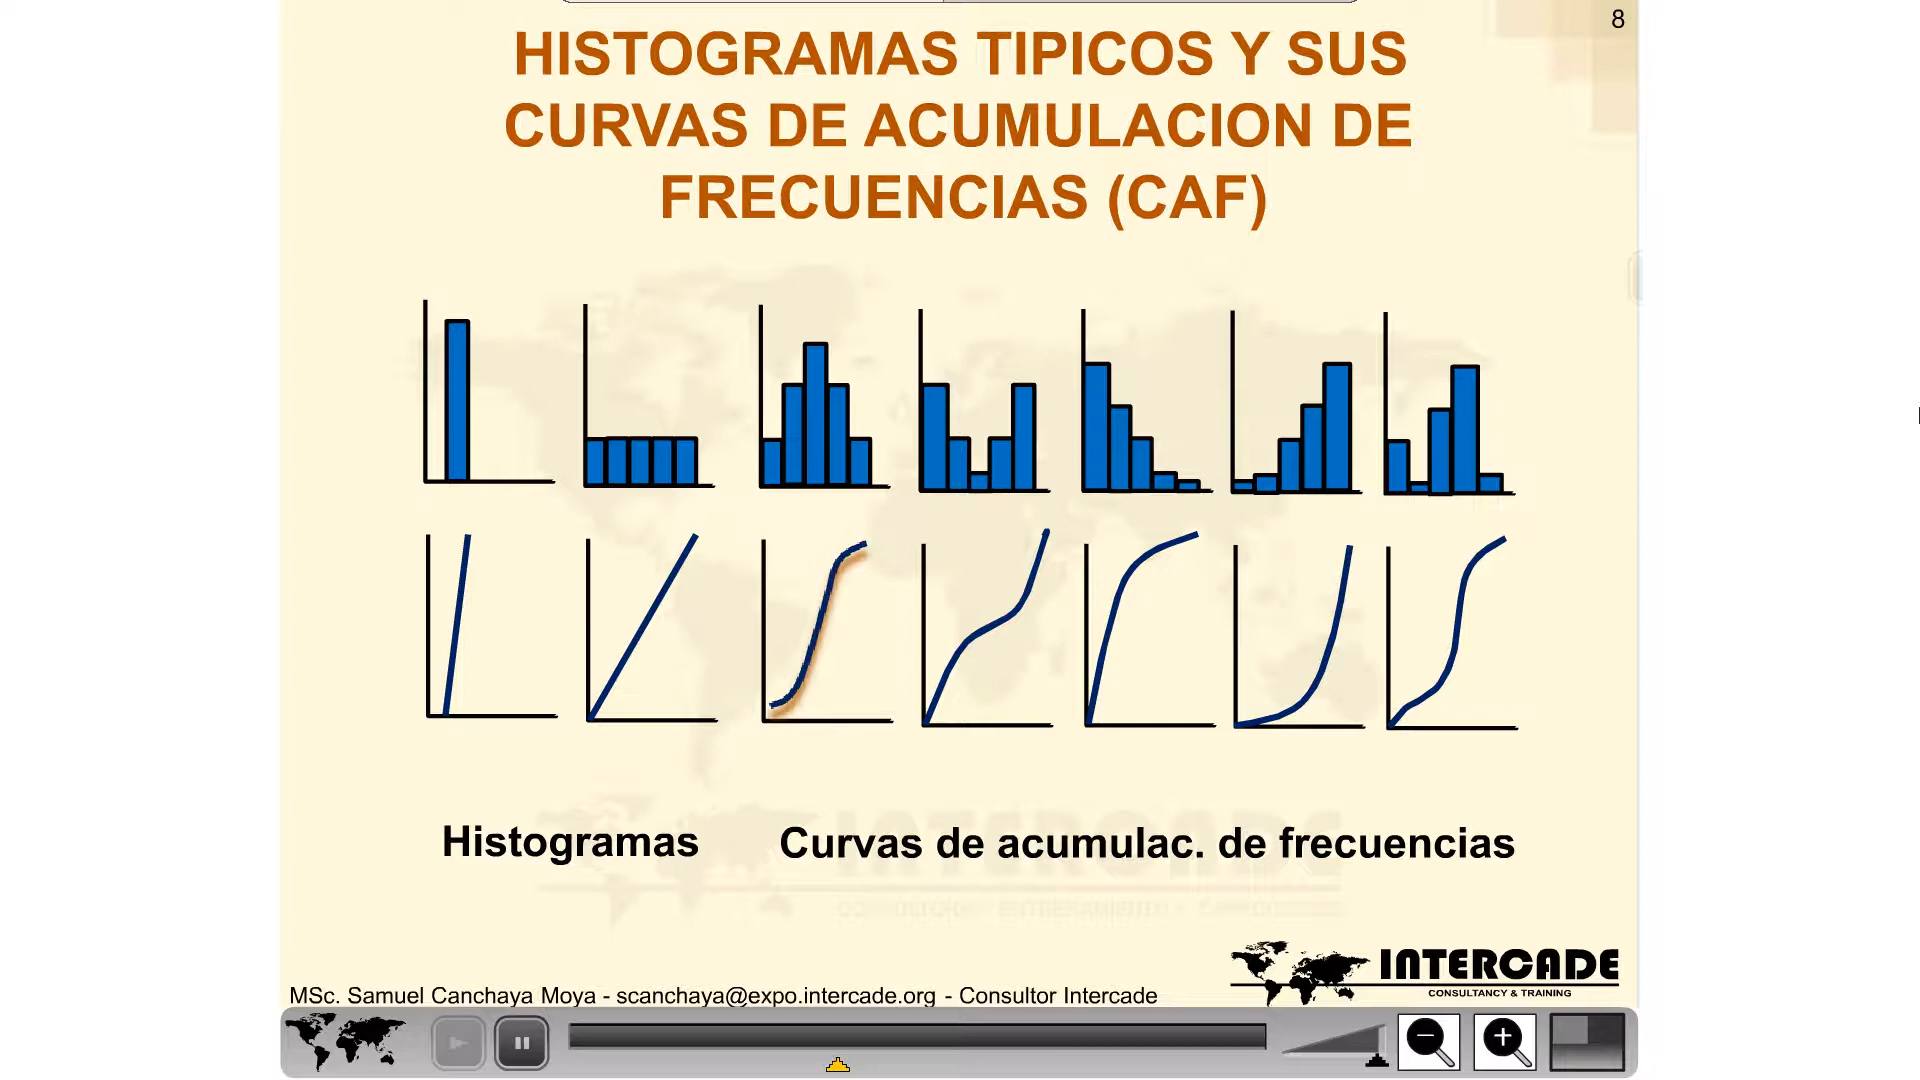 8
HISTOGRAMAS TIPICOS Y SUS
CURVAS DE ACUMULACION DE
FRECUENCIAS (CAF)
Histogramas
Curvas de acumulac. de frecuencias
INTERCADE
CONSULTANCY & TRAINING
MSc. Samuel Canchaya Moya - scanchaya@expo.intercade.org - Consultor Intercade